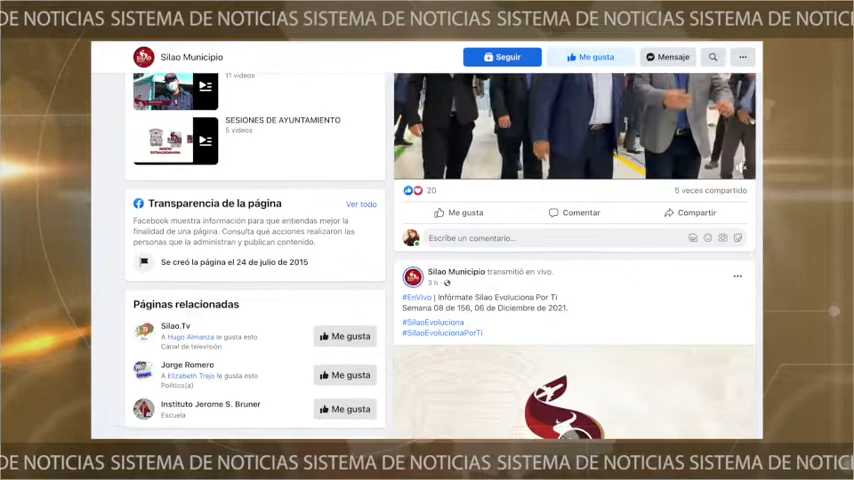 DE NOTICIAS SISTEMA DE NOTICIAS SISTEMA DE NOTICIAS SISTEMA DE NOTICIAS SISTEMA DE NOTICI
Silao Municipio
Seguir
Me gusta
Mensaje
11 videos
SESIONES DE AYUNTAMIENTO
5 videos
Transparencia de la página
Ver todo
Facebook muestra información para que entiendas mejor la
finalidad de una página. Consulta qué acciones realizaron las
personas que la administran y publican contenido.
Se creó la página el 24 de julio de 2015
Páginas relacionadas
Silao.Tv
A Hugo Almanza le gusta esto
Canal de televisión
Me gusta
Jorge Romero
A Elizabeth Trejo le gusta esto
Político(a)
Me gusta
Instituto Jerome S. Bruner
Escuela
Me gusta
20
5 veces compartido
Me gusta
Comentar
Compartir
Escribe un comentario...
Silao Municipio transmitió en vivo.
3 h
#EnVivo | Infórmate Silao Evoluciona Por Ti
Semana 08 de 156, 06 de Diciembre de 2021.
#SilaoEvoluciona
#SilaoEvolucionaPorTi
DE NOTICIAS SISTEMA DE NOTICIAS SISTEMA DE NOTICIAS SISTEMA DE NOTICIAS SISTEMA DE NOTICI